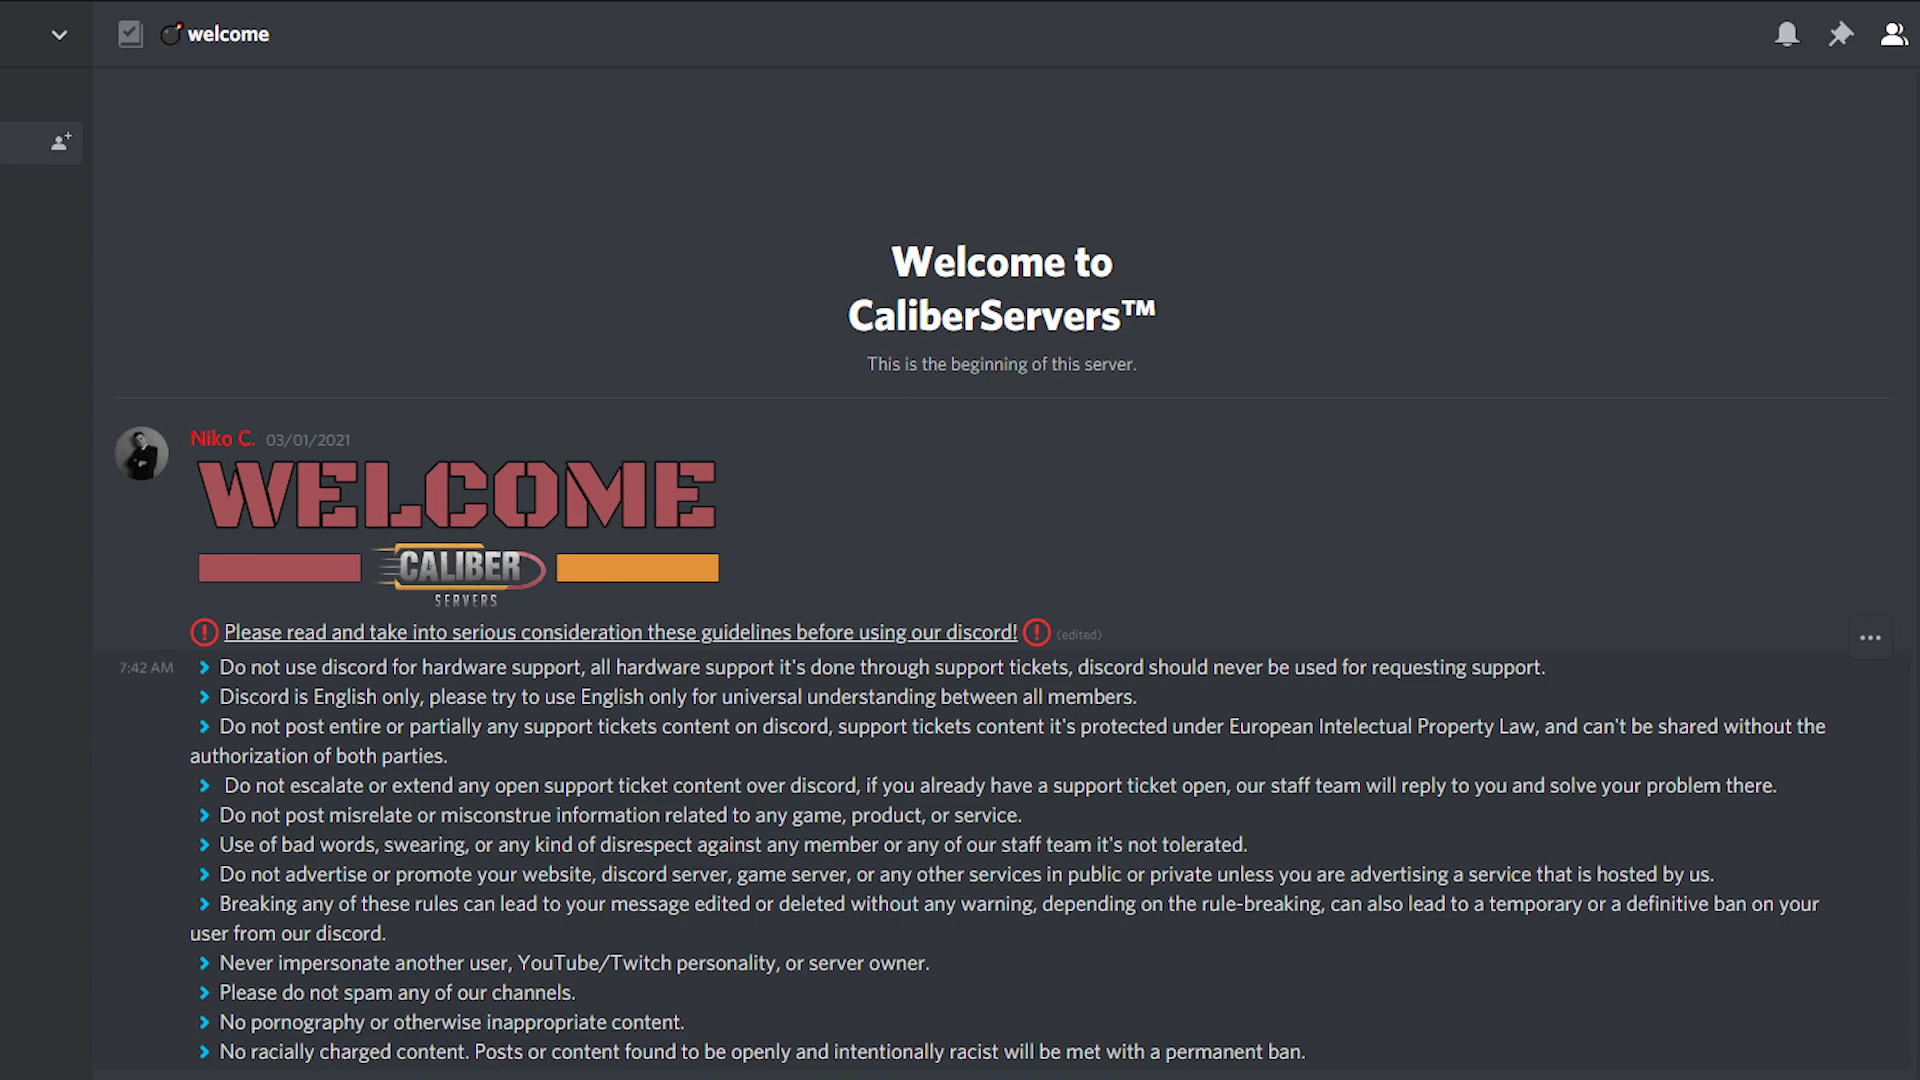 welcome
Welcome to
CaliberServers™
This is the beginning of this server.
Niko C. 03/01/2021
WELCOME
CALIBER
SERVERS
Please read and take into serious consideration these guidelines before using our discord! (edited)
7:42 AM Do not use discord for hardware support, all hardware support it's done through support tickets, discord should never be used for requesting support.
Discord is English only, please try to use English only for universal understanding between all members.
Do not post entire or partially any support tickets content on discord, support tickets content it's protected under European Intelectual Property Law, and can't be shared without the
authorization of both parties.
Do not escalate or extend any open support ticket content over discord, if you already have a support ticket open, our staff team will reply to you and solve your problem there.
Do not post misrelate or misconstrue information related to any game, product, or service.
Use of bad words, swearing, or any kind of disrespect against any member or any of our staff team it's not tolerated.
Do not advertise or promote your website, discord server, game server, or any other services in public or private unless you are advertising a service that is hosted by us.
Breaking any of these rules can lead to your message edited or deleted without any warning, depending on the rule-breaking, can also lead to a temporary or a definitive ban on your
user from our discord.
Never impersonate another user, YouTube/Twitch personality, or server owner.
Please do not spam any of our channels.
No pornography or otherwise inappropriate content.
No racially charged content. Posts or content found to be openly and intentionally racist will be met with a permanent ban.